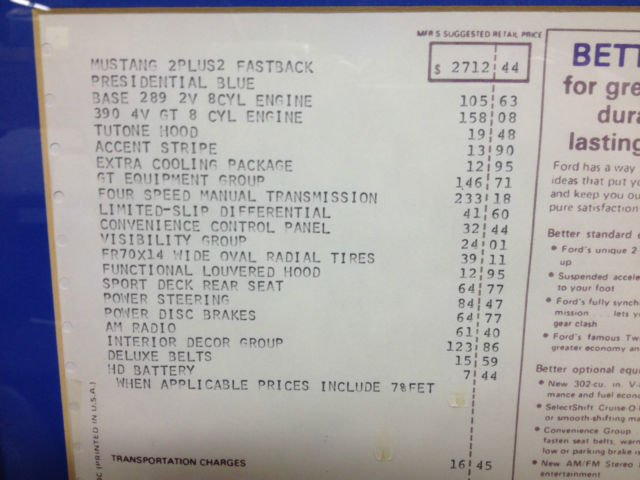 MFR'S SUGGESTED RETAIL PRICE
MUSTANG 2PLUS2 FASTBACK $ 2712 44
PRESIDENTIAL BLUE
BASE 289 2V 8CYL ENGINE 105 63
390 4V GT 8 CYL ENGINE 158 08
TUTONE HOOD 19 48
ACCENT STRIPE 13 90
EXTRA COOLING PACKAGE 12 95
GT EQUIPMENT GROUP 146 71
FOUR SPEED MANUAL TRANSMISSION 233 18
LIMITED-SLIP DIFFERENTIAL 41 60
CONVENIENCE CONTROL PANEL 32 44
VISIBILITY GROUP 24 01
FR70X14 WIDE OVAL RADIAL TIRES 39 11
FUNCTIONAL LOUVERED HOOD 12 95
SPORT DECK REAR SEAT 64 77
POWER STEERING 84 47
POWER DISC BRAKES 64 77
AM RADIO 61 40
INTERIOR DECOR GROUP 123 86
DELUXE BELTS 15 59
HD BATTERY 7 44
WHEN APPLICABLE PRICES INCLUDE 7%FET
TRANSPORTATION CHARGES 16 45
(PRINTED IN U.S.A.)
BETT
for gre
dura
lasting
Ford has a way
ideas that put yo
and keep you ou
pure satisfaction
Better standard e
• Ford's unique 2-
up
• Suspended accele
to your foot
• Ford's fully synch
mission . . . lets y
gear clash
• Ford's famous Tw
greater economy an
Better optional equi
• New 302-cu. in. V-
mance and fuel econ
• SelectShift Cruise-O
or smooth-shifting ma
• Convenience Group
fasten seat belts, warn
low or parking brake is
• New AM/FM Stereo
entertainment